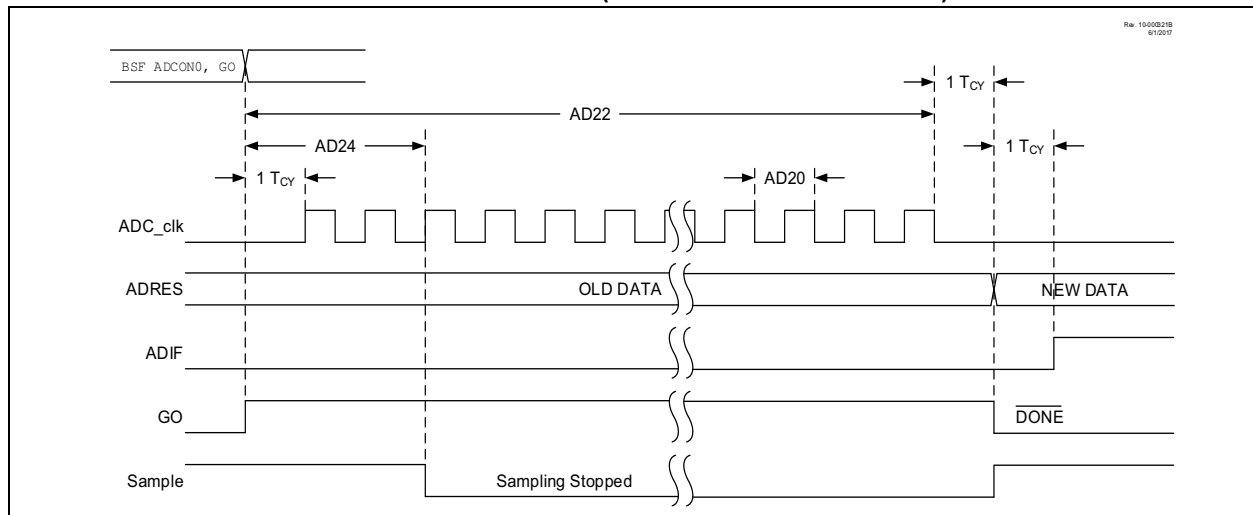 Rev. 10-000321B
6/1/2017
BSF ADCON0, GO
1 TCY
AD22
AD24
1 TCY
1 TCY
AD20
ADC_clk
ADRES
OLD DATA
NEW DATA
ADIF
GO
DONE
Sample
Sampling Stopped